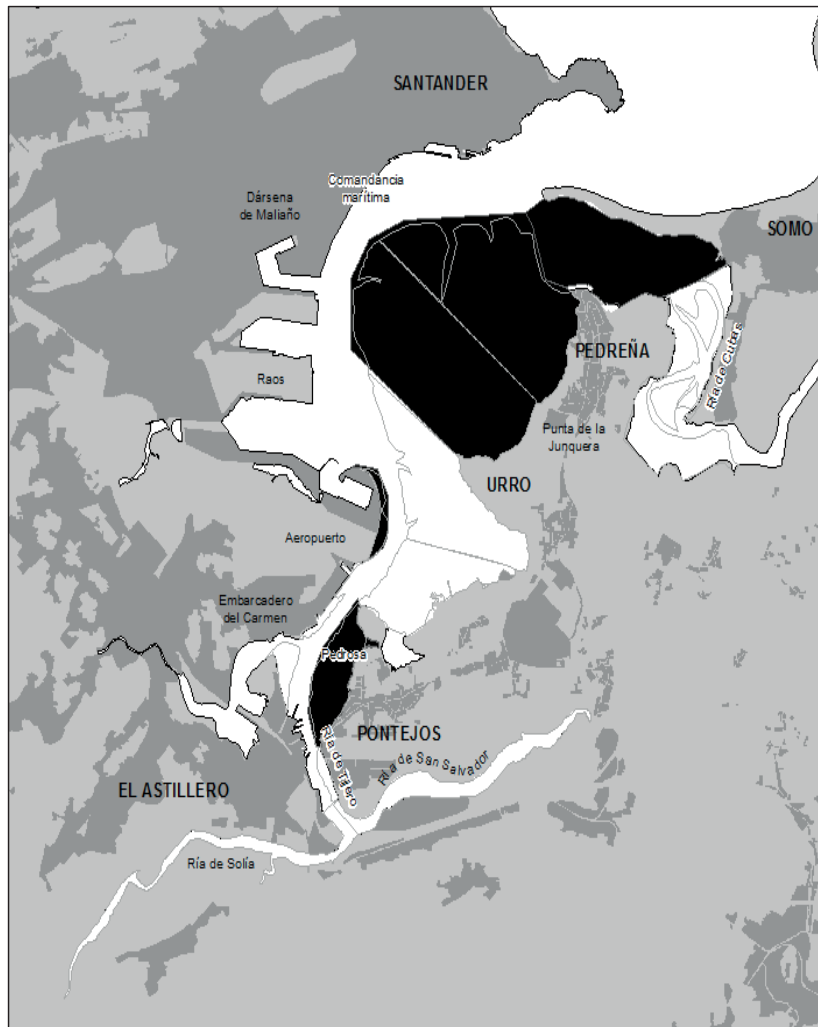 SANTANDER
Comandancia
marítima
Dársena
de Maliaño
SOMO
PEDREÑA
Ría de Cubas
Raos
Punta de la
Junquera
URRO
Aeropuerto
Embarcadero
del Carmen
Pedrosa
PONTEJOS
Ría de Tijero
Ría de San Salvador
EL ASTILLERO
Ría de Solía